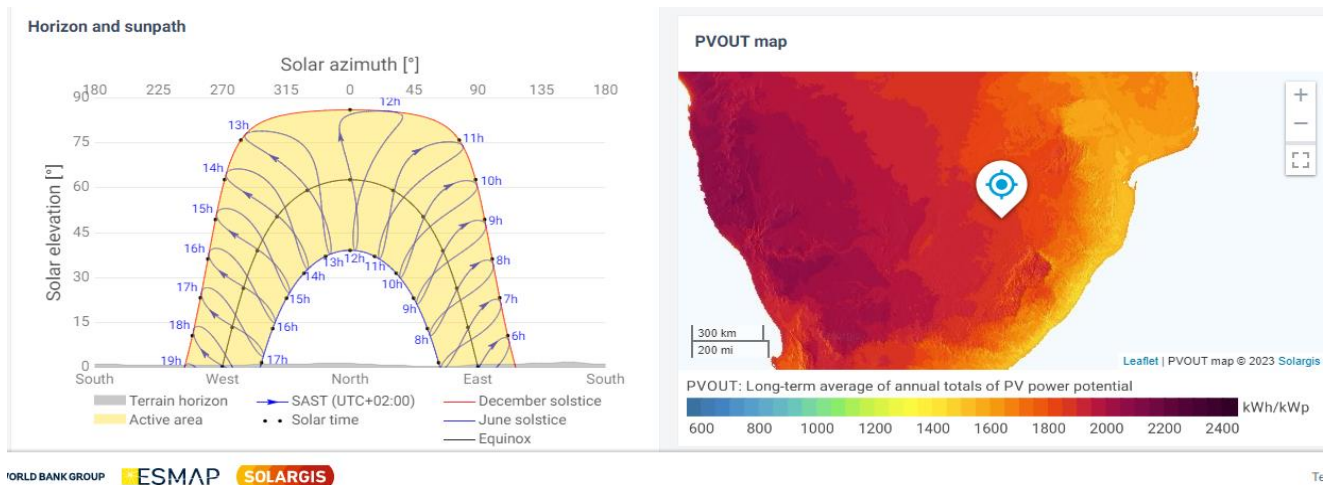 Horizon and sunpath
Solar azimuth [°]
180 225 270 315 0 45 90 135 180
90
75
60
45
30
15
0
Solar elevation [°]
12h
13h 11h
14h 10h
15h 9h
16h 8h
17h 7h
18h 6h
19h
13h 12h 11h
14h 10h
15h 9h
16h 8h
17h
South West North East South
Terrain horizon SAST (UTC+02:00) December solstice
Active area Solar time June solstice
Equinox
PVOUT map
+
−
300 km
200 mi
Leaflet | PVOUT map © 2023 Solargis
PVOUT: Long-term average of annual totals of PV power potential
kWh/kWp
600 800 1000 1200 1400 1600 1800 2000 2200 2400
WORLD BANK GROUP ESMAP SOLARGIS